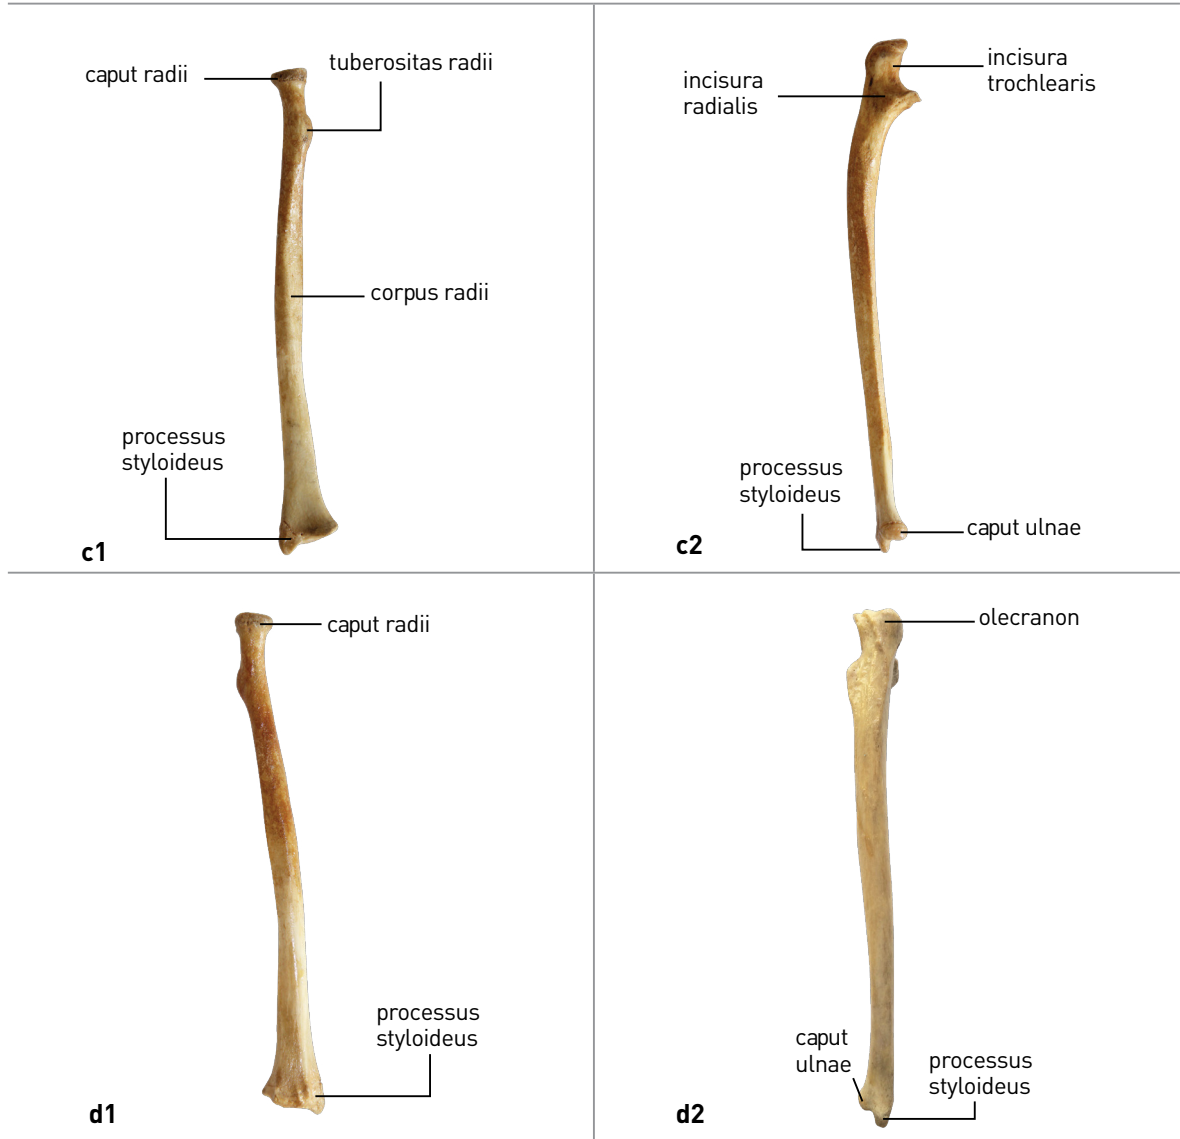 caput radii
tuberositas radii
corpus radii
processus
styloideus
c1
incisura
trochlearis
incisura
radialis
processus
styloideus
caput ulnae
c2
caput radii
processus
styloideus
d1
olecranon
caput
ulnae
processus
styloideus
d2